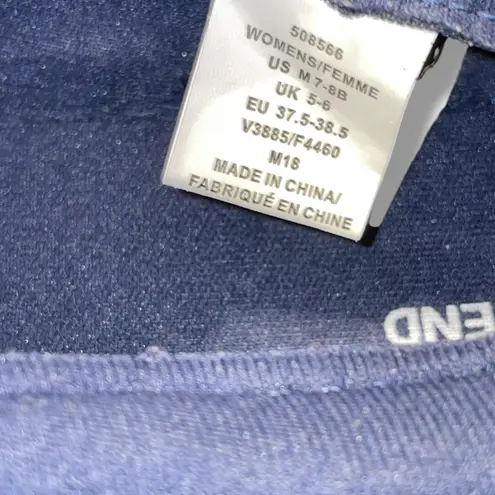 508566
WOMENS/FEMME
US M 7-8B
UK 5-6
EU 37.5-38.5
V3885/F4460
M18
MADE IN CHINA/
FABRIQUÉ EN CHINE
END